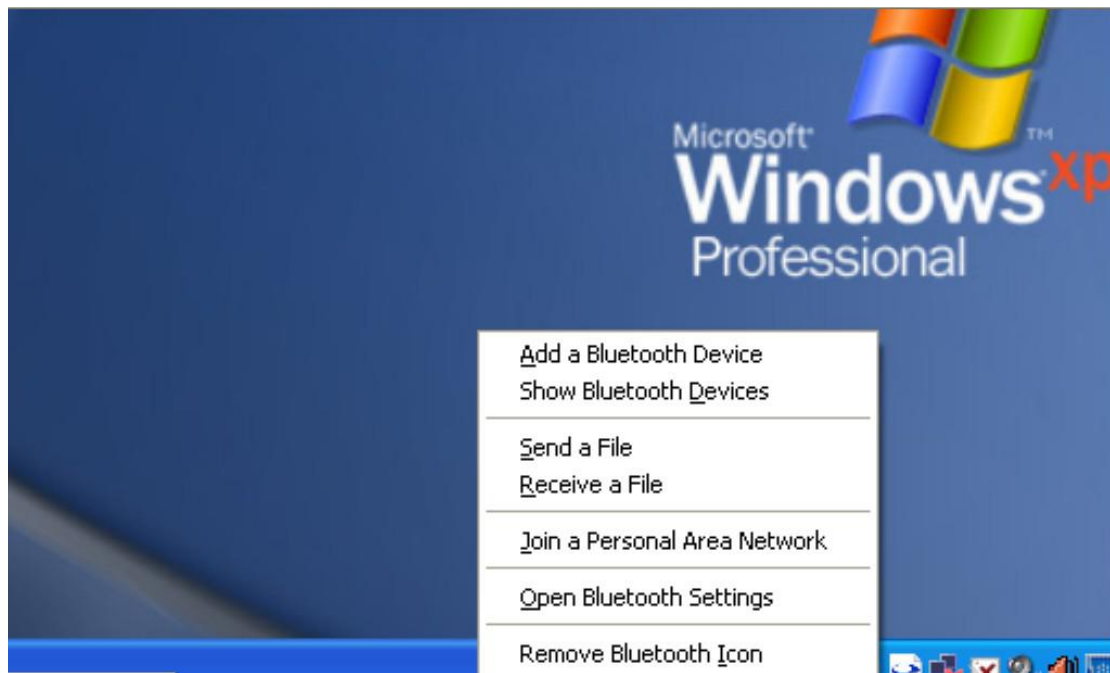 Microsoft
Windows xp
TM
Professional
Add a Bluetooth Device
Show Bluetooth Devices
Send a File
Receive a File
Join a Personal Area Network
Open Bluetooth Settings
Remove Bluetooth Icon